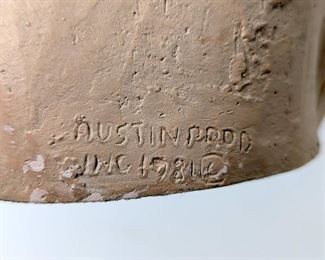 AUSTIN PROD
INC 1981 ©